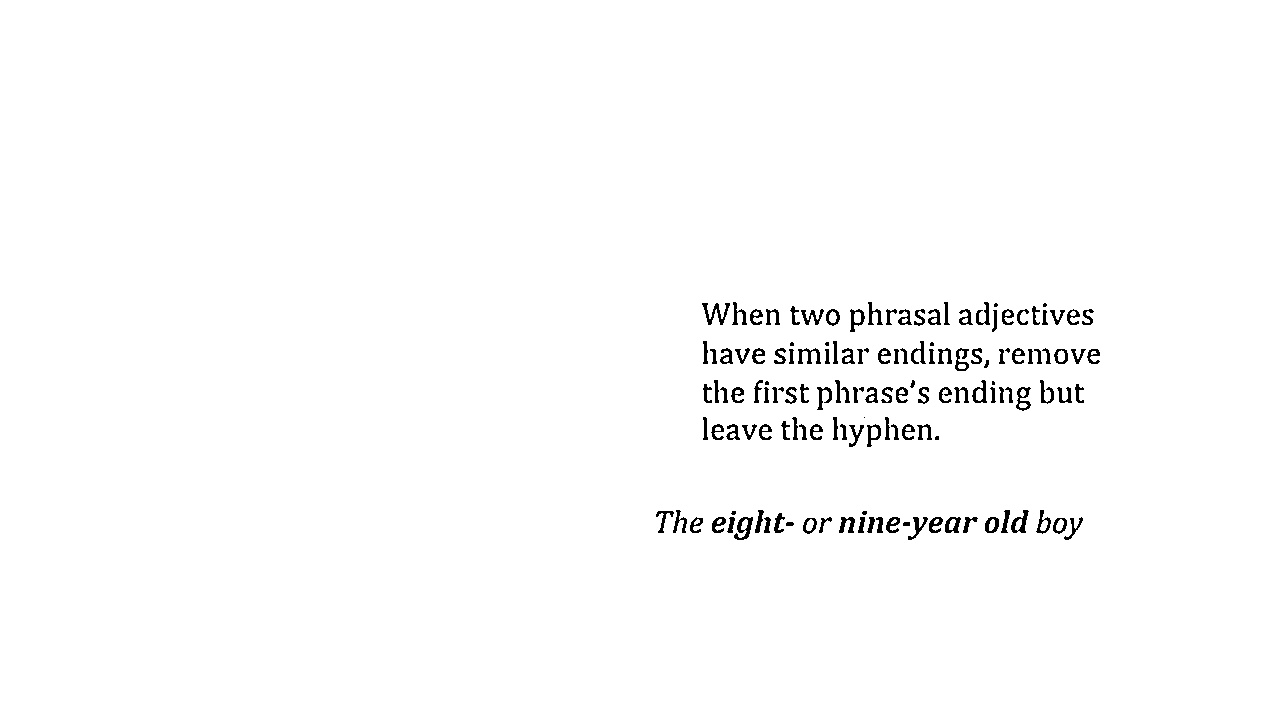 When two phrasal adjectives
have similar endings, remove
the first phrase's ending but
leave the hyphen.
The eight- or nine-year old boy